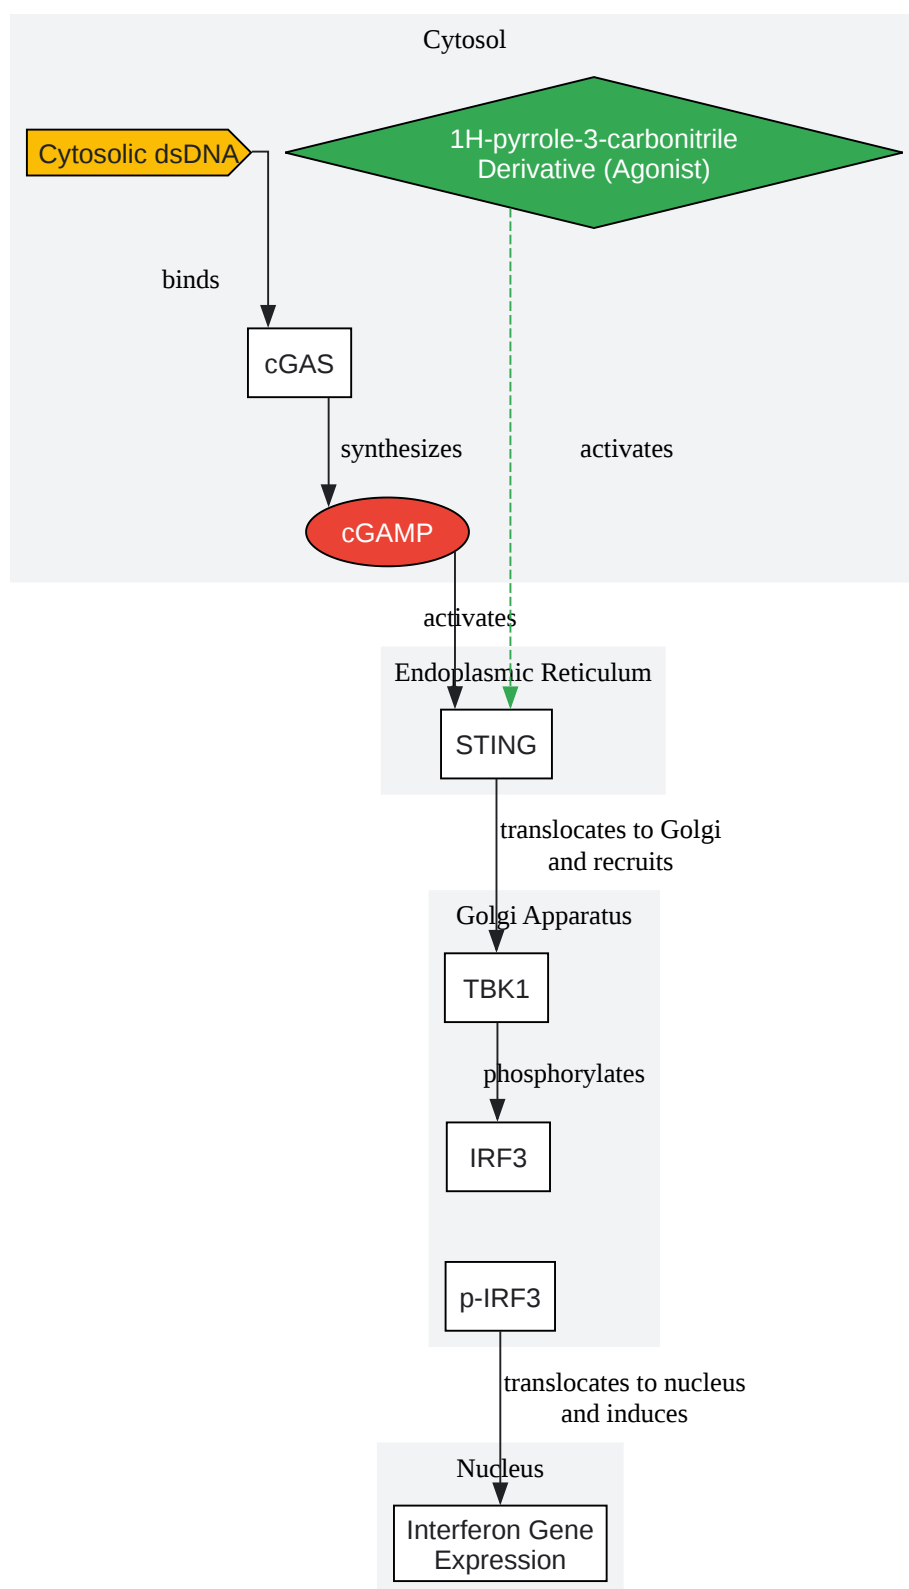 Cytosol
Cytosolic dsDNA
1H-pyrrole-3-carbonitrile
Derivative (Agonist)
binds
cGAS
synthesizes
activates
cGAMP
activates
Endoplasmic Reticulum
STING
translocates to Golgi
and recruits
Golgi Apparatus
TBK1
phosphorylates
IRF3
p-IRF3
translocates to nucleus
and induces
Nucleus
Interferon Gene
Expression